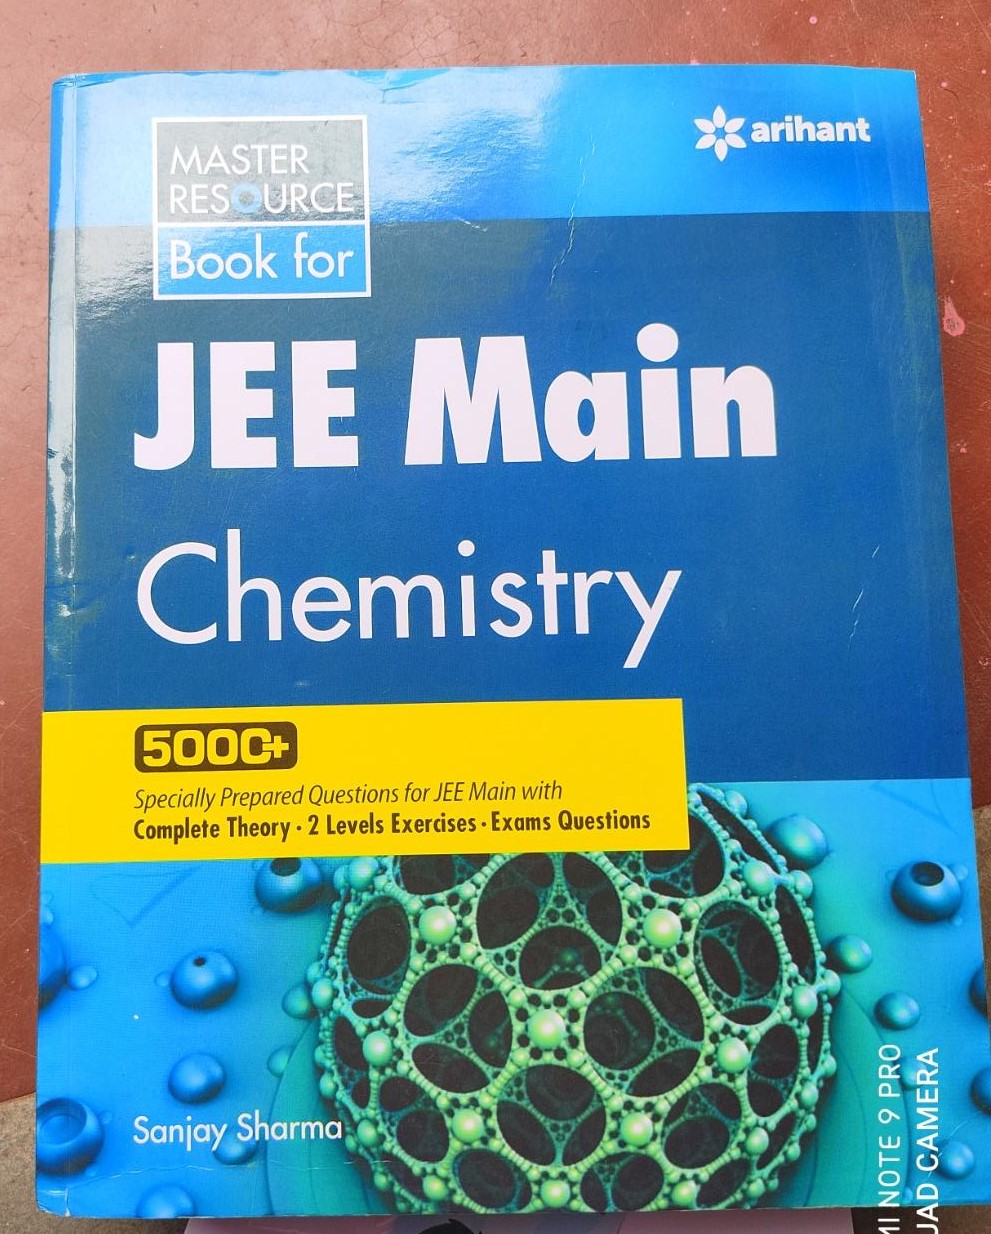 arihant
MASTER
RESOURCE
Book for
JEE Main
Chemistry
5000+
Specially Prepared Questions for JEE Main with
Complete Theory · 2 Levels Exercises · Exams Questions
Sanjay Sharma
MI NOTE 9 PRO
UAD CAMERA